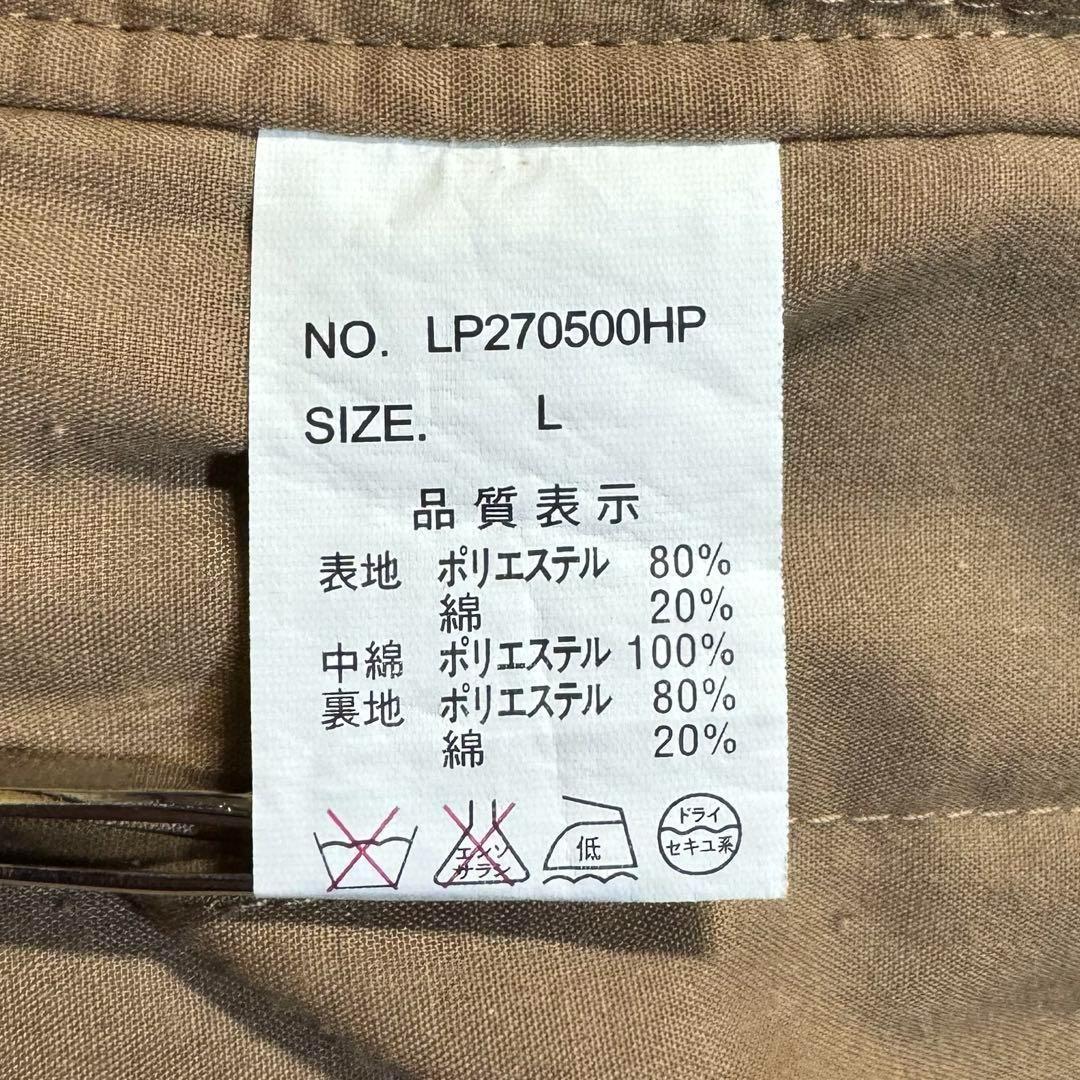 NO. LP270500HP
SIZE. L
品質表示
表地 ポリエステル 80%
綿 20%
中綿 ポリエステル 100%
裏地 ポリエステル 80%
綿 20%
エンソ
サラシ
低
ドライ
セキユ系